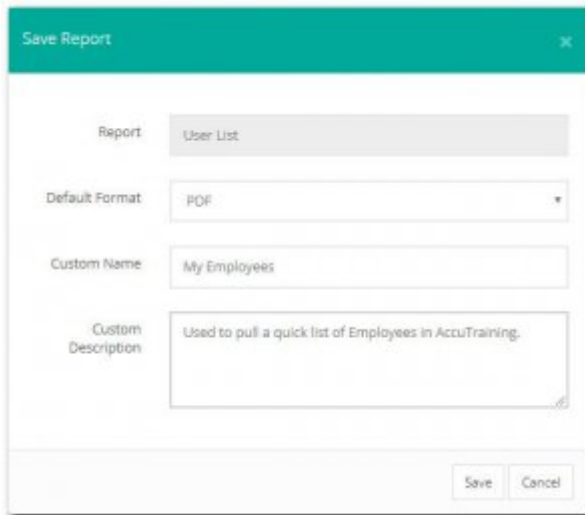 Save Report ×
Report User List
Default Format PDF
Custom Name My Employees
Custom Used to pull a quick list of Employees in AccuTraining.
Description
Save Cancel